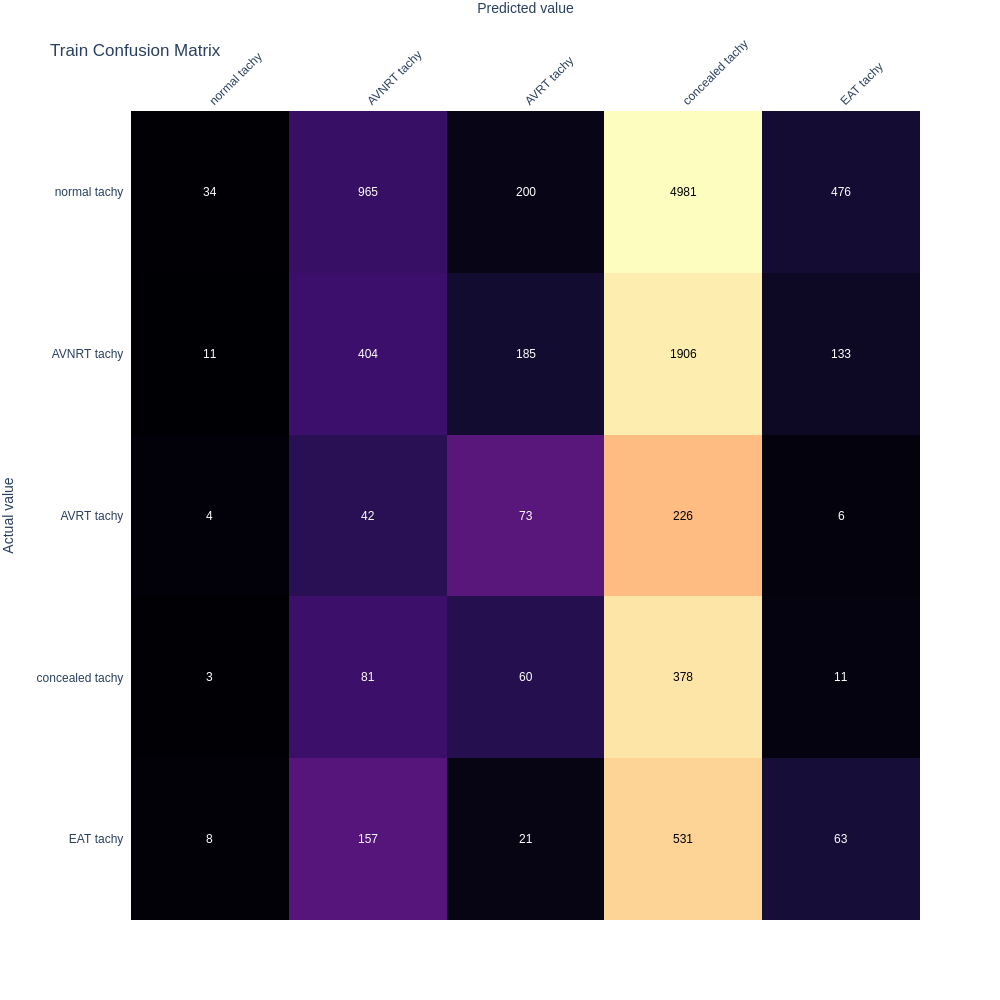 Predicted value
Train Confusion Matrix
normal tachy
AVNRT tachy
AVRT tachy
concealed tachy
EAT tachy
Actual value
normal tachy 34 965 200 4981 476
AVNRT tachy 11 404 185 1906 133
AVRT tachy 4 42 73 226 6
concealed tachy 3 81 60 378 11
EAT tachy 8 157 21 531 63